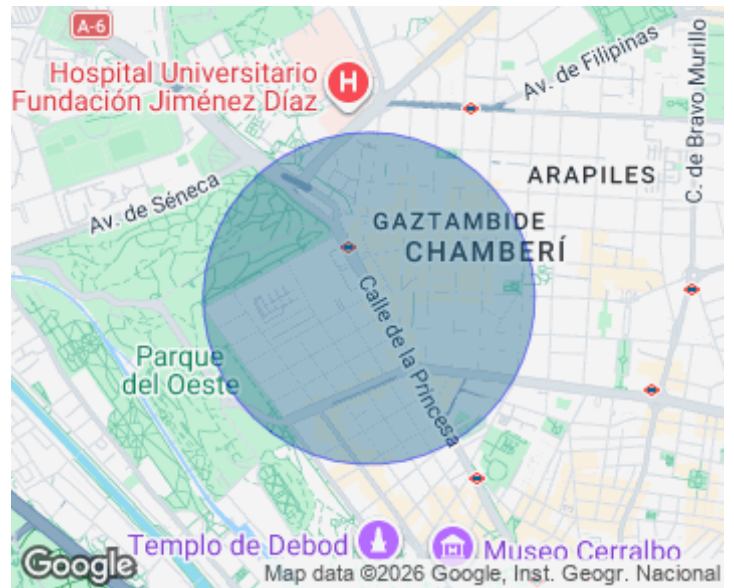 A-6
Hospital Universitario
Fundación Jiménez Díaz
H
Av. de Filipinas
C. de Bravo Murillo
ARAPILES
Av. de Séneca
GAZTAMBIDE
CHAMBERÍ
Calle de la Princesa
Parque
del Oeste
Templo de Debod
Museo Cerralbo
Google
Map data ©2026 Google, Inst. Geogr. Nacional